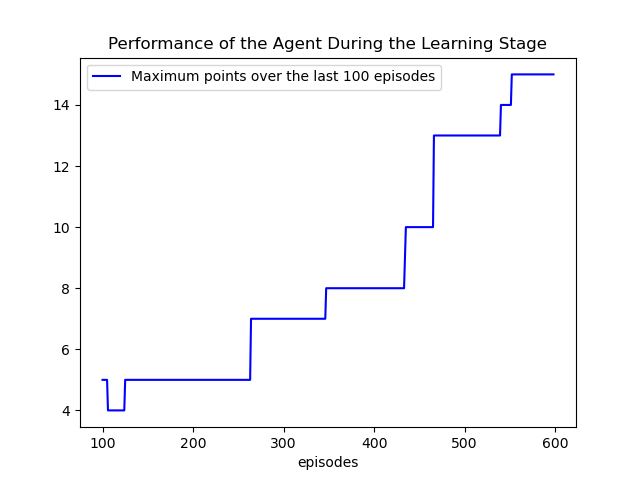 Performance of the Agent During the Learning Stage
Maximum points over the last 100 episodes
14
12
10
8
6
4
100 200 300 400 500 600
episodes